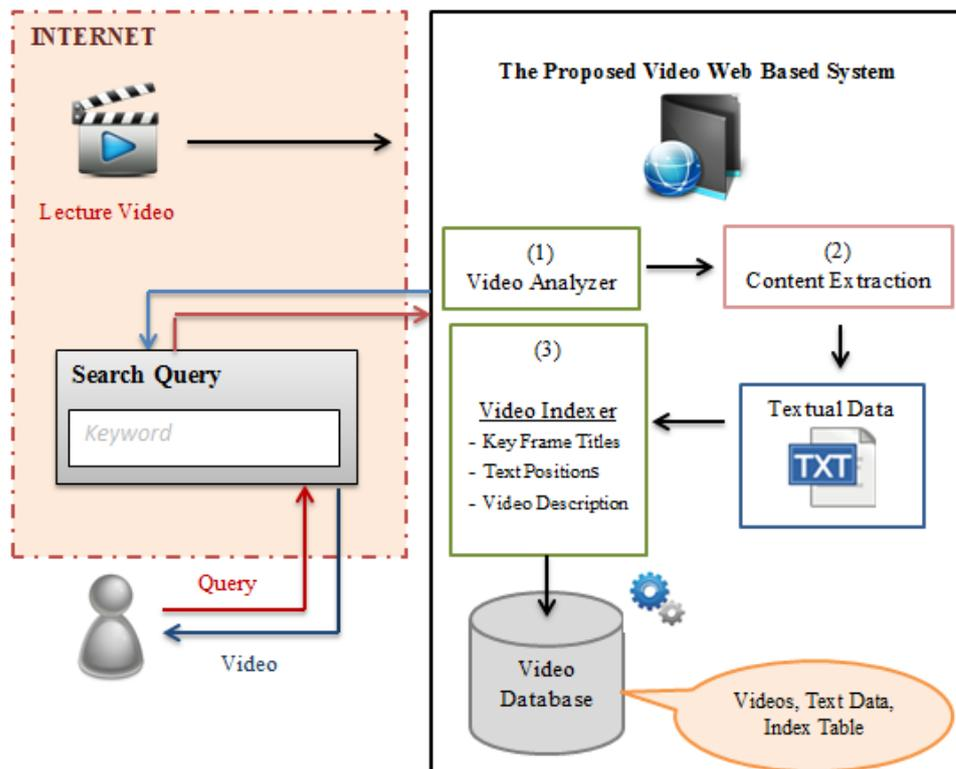 INTERNET
Lecture Video
Search Query
Keyword
Query
Video
The Proposed Video Web Based System
(1)
Video Analyzer
(2)
Content Extraction
(3)
Video Indexer
- Key Frame Titles
- Text Positions
- Video Description
Textual Data
TXT
Video
Database
Videos, Text Data,
Index Table